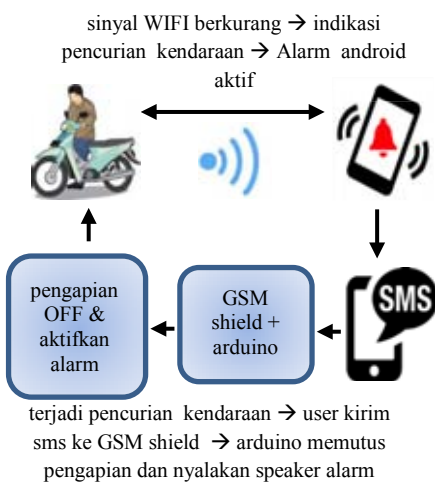 sinyal WIFI berkurang → indikasi
pencurian kendaraan → Alarm android
aktif
SMS
pengapian
OFF &
aktifkan
alarm
GSM
shield +
arduino
terjadi pencurian kendaraan → user kirim
sms ke GSM shield → arduino memutus
pengapian dan nyalakan speaker alarm